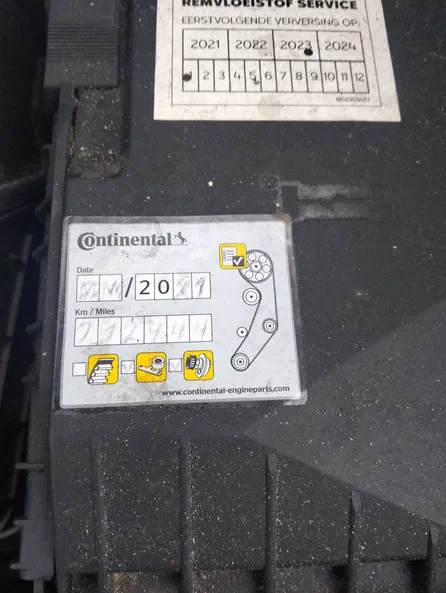 REMVLOEISTOF SERVICE
EERSTVOLGENDE VERVERSING OP:
2021 2022 2023 2024
2 3 4 5 6 7 8 9 10 11 12
Continental
Date
/20 21
Km / Miles
www.continental-engineparts.com